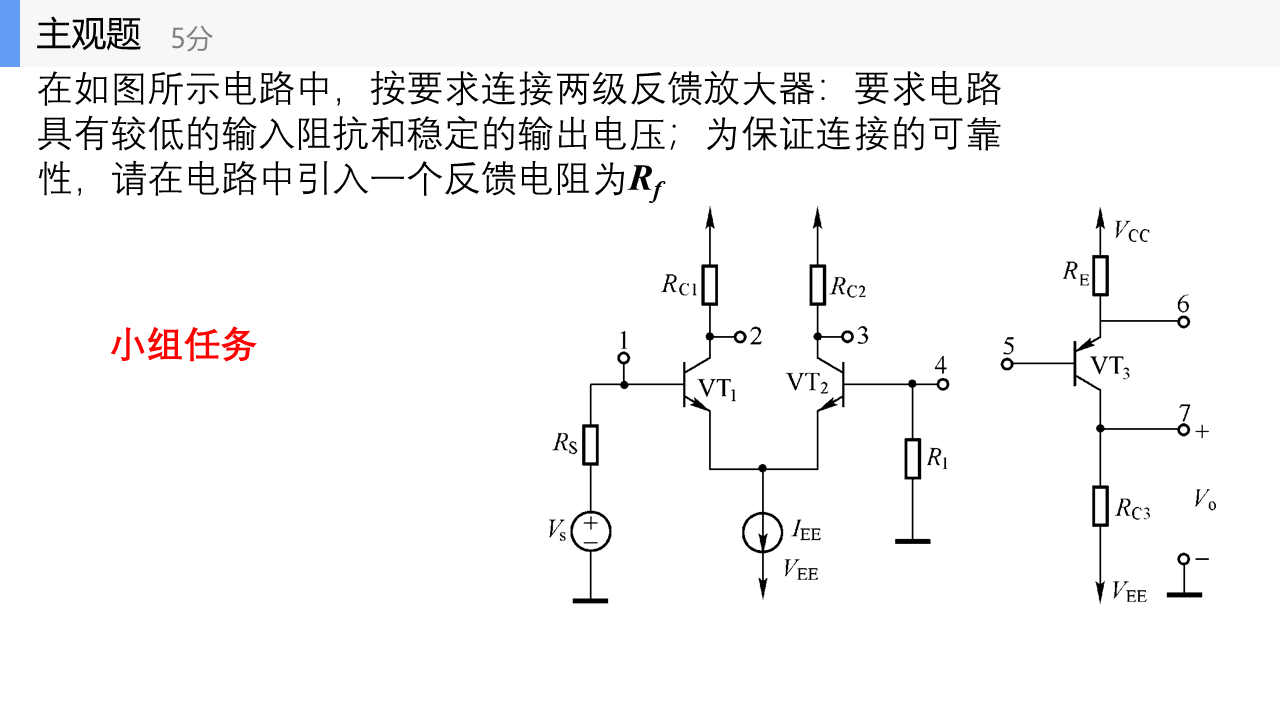 主观题 5分
在如图所示电路中，按要求连接两级反馈放大器：要求电路
具有较低的输入阻抗和稳定的输出电压；为保证连接的可靠
性，请在电路中引入一个反馈电阻为Rf
小组任务
RC1
RC2
VCC
RE
1
2
3
4
5
6
7
VT1
VT2
VT3
RS
R1
Vs
+
−
IEE
VEE
RC3
+
Vo
−
VEE